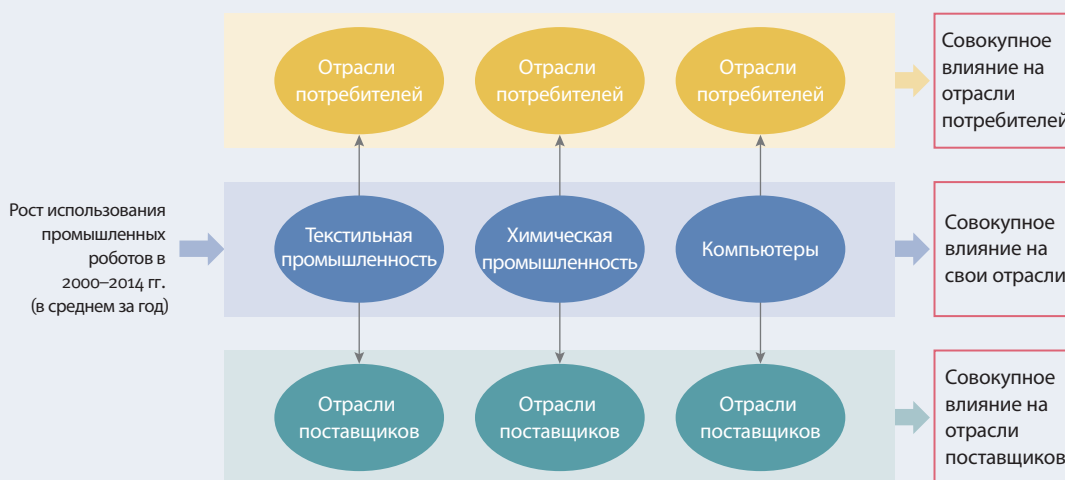 Отрасли
потребителей
Отрасли
потребителей
Отрасли
потребителей
Совокупное
влияние на
отрасли
потребителей
Рост использования
промышленных
роботов в
2000–2014 гг.
(в среднем за год)
Текстильная
промышленность
Химическая
промышленность
Компьютеры
Совокупное
влияние на
свои отрасли
Отрасли
поставщиков
Отрасли
поставщиков
Отрасли
поставщиков
Совокупное
влияние на
отрасли
поставщиков